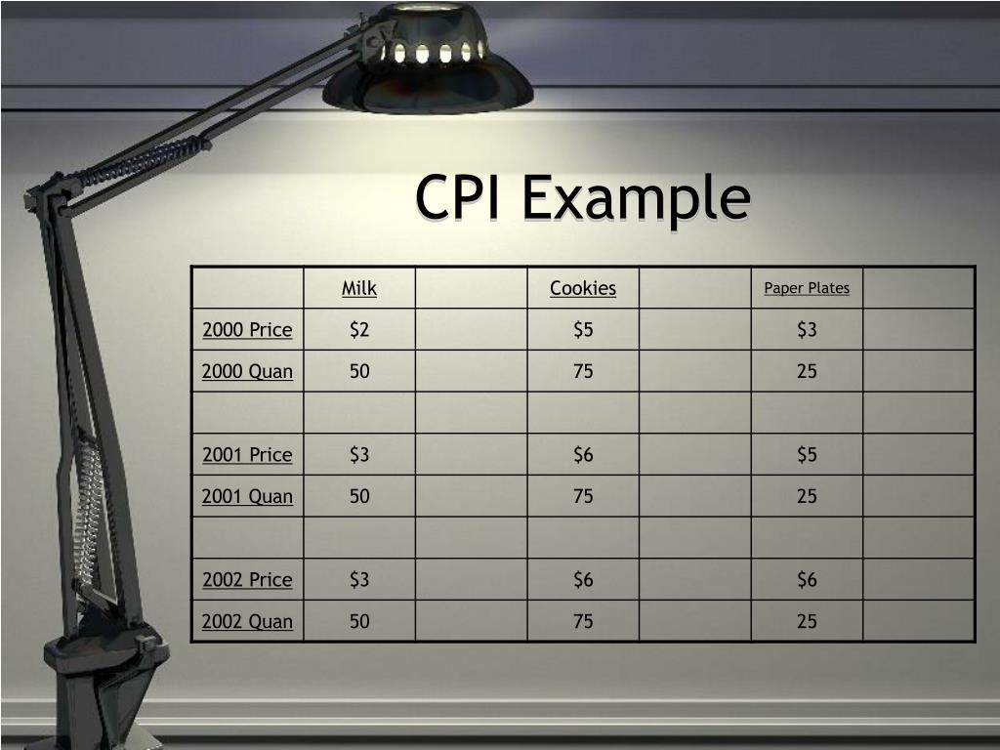 CPI Example
Milk Cookies Paper Plates
2000 Price $2 $5 $3
2000 Quan 50 75 25
2001 Price $3 $6 $5
2001 Quan 50 75 25
2002 Price $3 $6 $6
2002 Quan 50 75 25